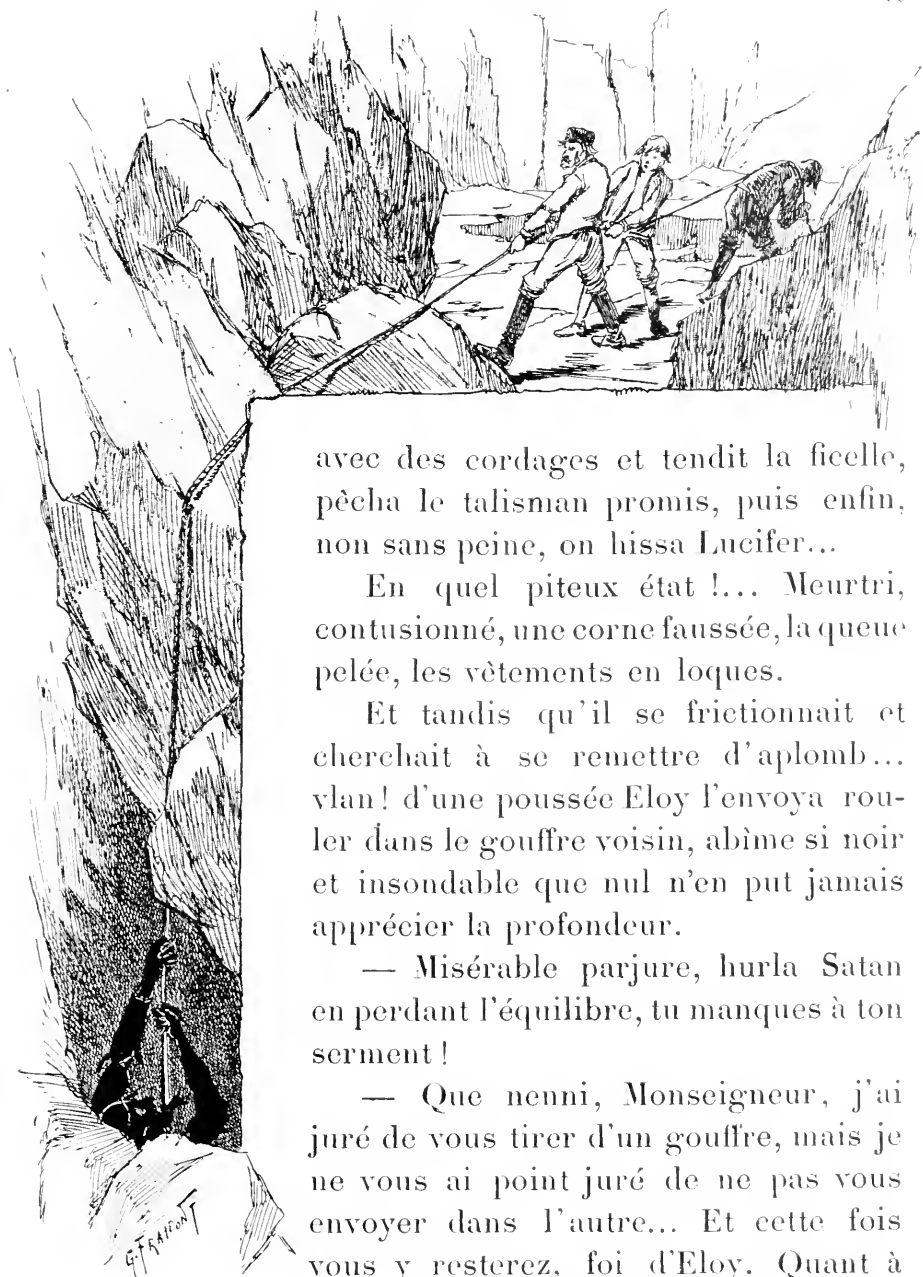 avec des cordages et tendit la ficelle,
pêcha le talisman promis, puis enfin,
non sans peine, on hissa Lucifer...
En quel piteux état !... Meurtri,
contusionné, une corne faussée, la queue
pelée, les vêtements en loques.
Et tandis qu'il se frictionnait et
cherchait à se remettre d'aplomb...
vlan ! d'une poussée Eloy l'envoya rou-
ler dans le gouffre voisin, abîme si noir
et insondable que nul n'en put jamais
apprécier la profondeur.
— Misérable parjure, hurla Satan
en perdant l'équilibre, tu manques à ton
serment !
— Que nenni, Monseigneur, j'ai
juré de vous tirer d'un gouffre, mais je
ne vous ai point juré de ne pas vous
envoyer dans l'autre... Et cette fois
vous y resterez, foi d'Eloy. Quant à
G. FRAIPONT